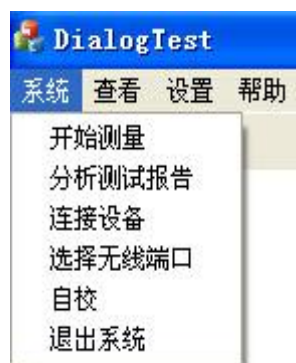 DialogTest
系统 查看 设置 帮助
开始测量
分析测试报告
连接设备
选择无线端口
自校
退出系统